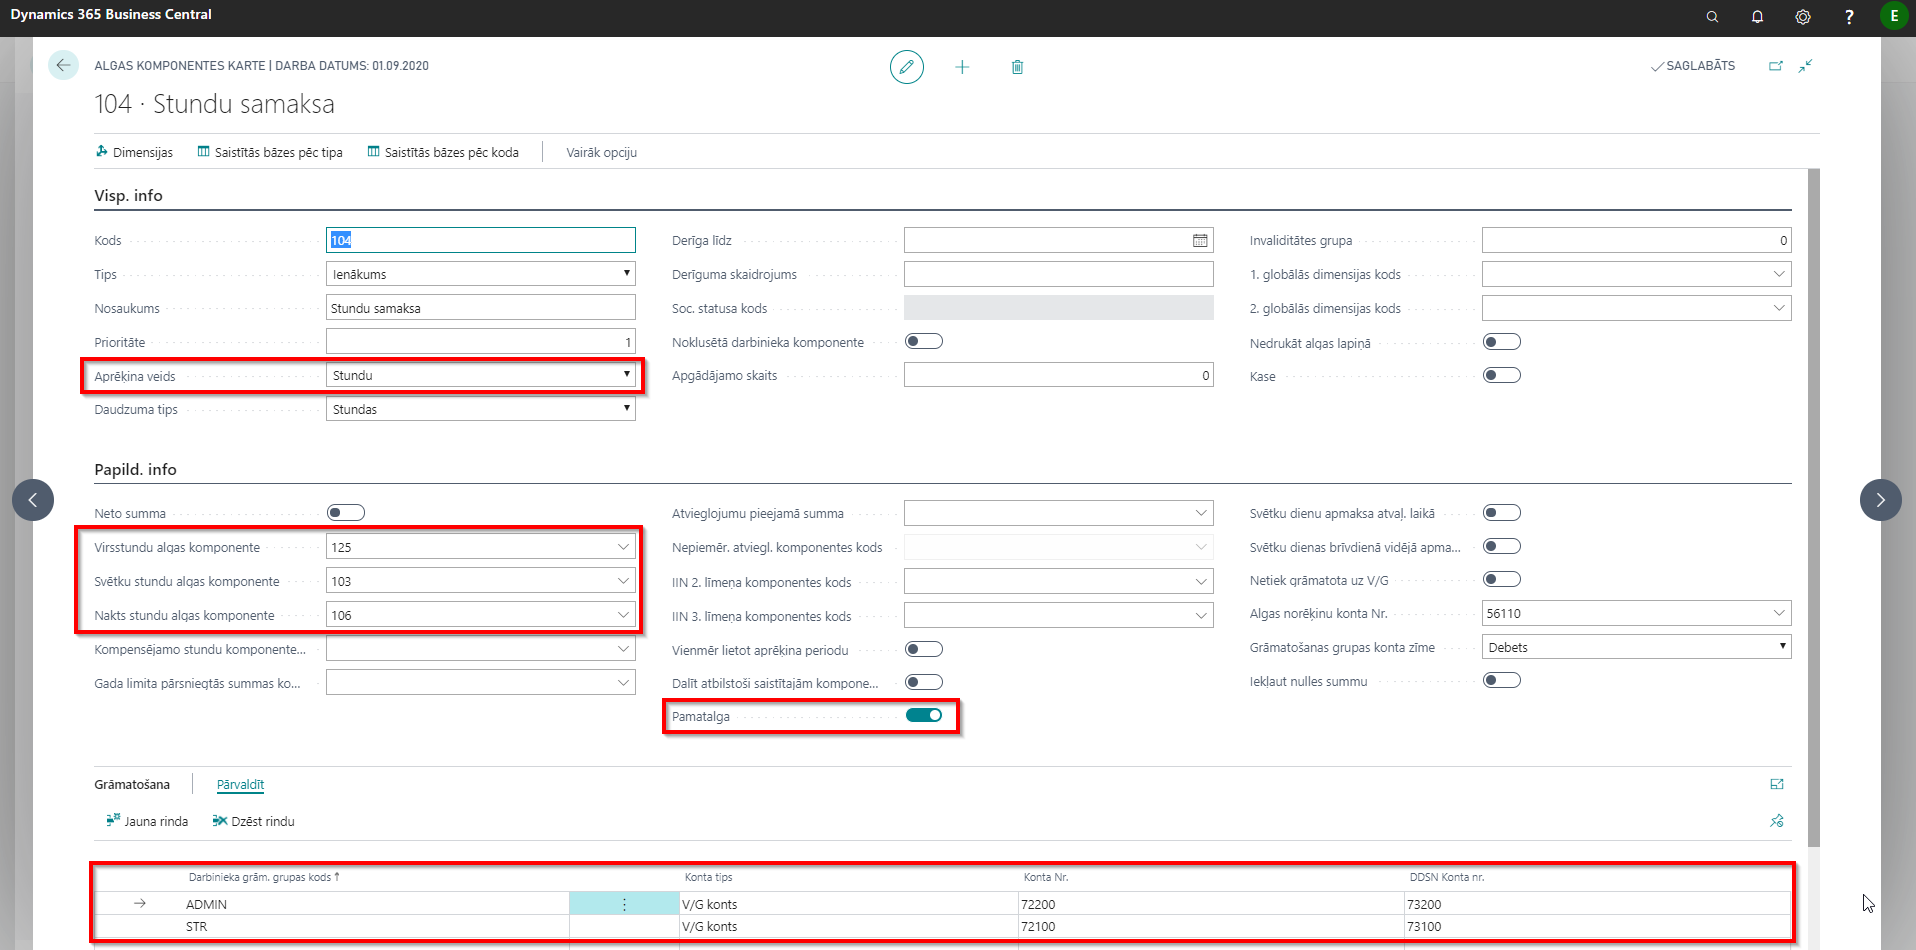 Dynamics 365 Business Central
?
E
ALGAS KOMPONENTES KARTE | DARBA DATUMS: 01.09.2020
SAGLABĀTS
104 · Stundu samaksa
Dimensijas
Saistītās bāzes pēc tipa
Saistītās bāzes pēc koda
Vairāk opciju
Visp. info
Kods
104
Tips
Ienākums
Nosaukums
Stundu samaksa
Prioritāte
1
Aprēķina veids
Stundu
Daudzuma tips
Stundas
Derīga līdz
Derīguma skaidrojums
Soc. statusa kods
Noklusētā darbinieka komponente
Apgādājamo skaits
0
Invaliditātes grupa
0
1. globālās dimensijas kods
2. globālās dimensijas kods
Nedrukāt algas lapiņā
Kase
Papild. info
Neto summa
Virsstundu algas komponente
125
Svētku stundu algas komponente
103
Nakts stundu algas komponente
106
Kompensējamo stundu komponente...
Gada limita pārsniegtās summas ko...
Atvieglojumu pieejamā summa
Nepiemēr. atviegl. komponentes kods
IIN 2. līmeņa komponentes kods
IIN 3. līmeņa komponentes kods
Vienmēr lietot aprēķina periodu
Dalīt atbilstoši saistītajām kompone...
Pamatalga
Svētku dienu apmaksa atvaļ. laikā
Svētku dienas brīvdienā vidējā apma...
Netiek grāmatota uz V/G
Algas norēķinu konta Nr.
56110
Grāmatošanas grupas konta zīme
Debets
Iekļaut nulles summu
Grāmatošana
Pārvaldīt
Jauna rinda
Dzēst rindu
Darbinieka grām. grupas kods ↑
Konta tips
Konta Nr.
DDSN Konta nr.
ADMIN
V/G konts
72200
73200
STR
V/G konts
72100
73100